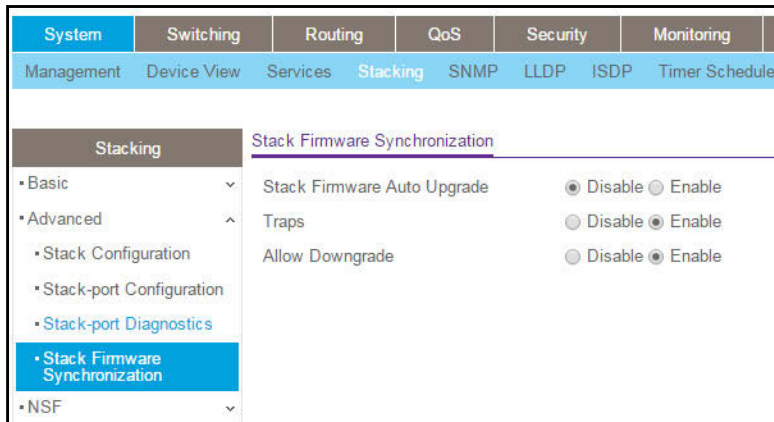 System Switching Routing QoS Security Monitoring
Management Device View Services Stacking SNMP LLDP ISDP Timer Schedule
Stacking
Stack Firmware Synchronization
Basic
Stack Firmware Auto Upgrade Disable Enable
Advanced
Traps Disable Enable
Stack Configuration
Allow Downgrade Disable Enable
Stack-port Configuration
Stack-port Diagnostics
Stack Firmware
Synchronization
NSF